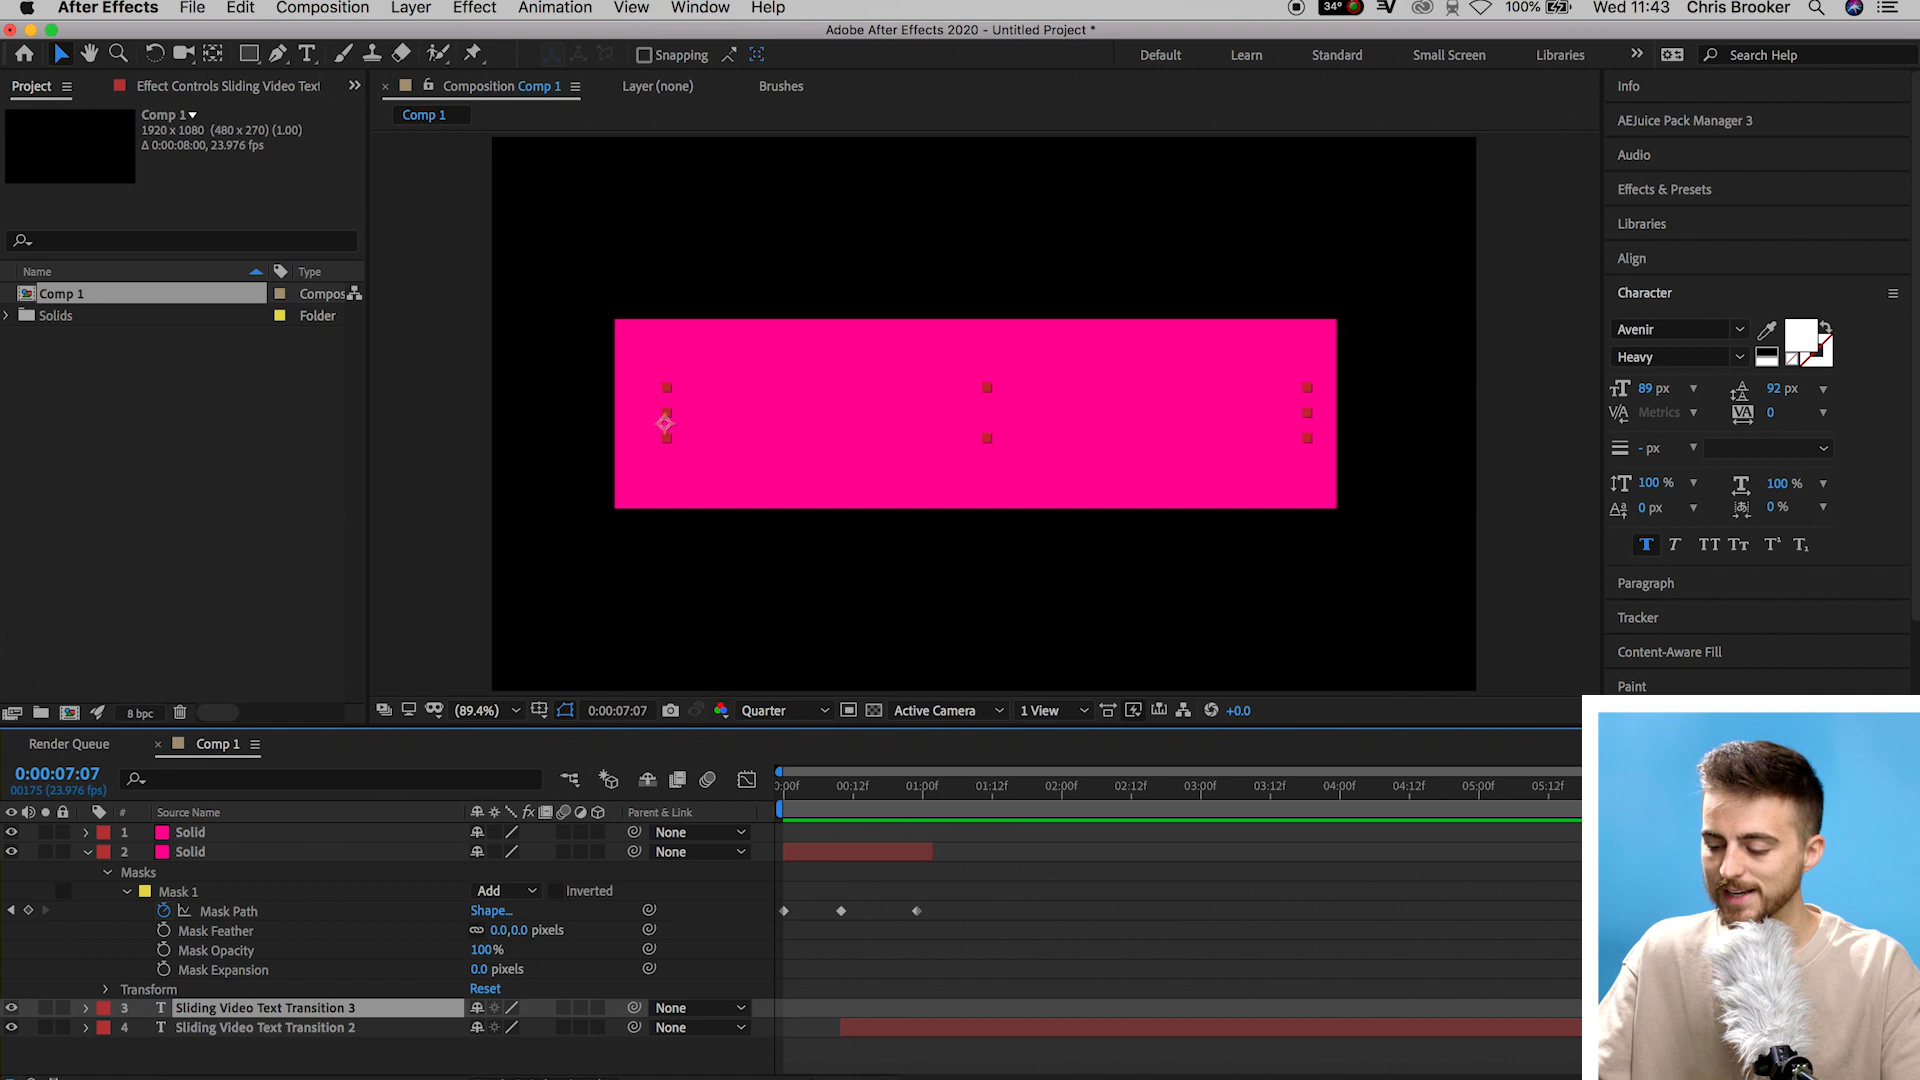 After Effects File Edit Composition Layer Effect Animation View Window Help 34° 100% Wed 11:43 Chris Brooker
Adobe After Effects 2020 - Untitled Project *
Snapping Default Learn Standard Small Screen Libraries Search Help
Project Effect Controls Sliding Video Text Composition Comp 1 Layer (none) Brushes
Comp 1
Comp 1
1920 x 1080 (480 x 270) (1.00)
Δ 0:00:08:00, 23.976 fps
Name Type
Comp 1 Compos
Solids Folder
8 bpc
(89.4%) 0:00:07:07 Quarter Active Camera 1 View +0.0
Info
AEJuice Pack Manager 3
Audio
Effects & Presets
Libraries
Align
Character
Avenir
Heavy
89 px 92 px
Metrics 0
- px
100 % 100 %
0 px 0 %
T T TT Tт T¹ T₁
Paragraph
Tracker
Content-Aware Fill
Paint
Render Queue Comp 1
0:00:07:07
00175 (23.976 fps)
:00f 00:12f 01:00f 01:12f 02:00f 02:12f 03:00f 03:12f 04:00f 04:12f 05:00f 05:12f
# Source Name fx Parent & Link
1 Solid None
2 Solid None
Masks
Mask 1 Add Inverted
Mask Path Shape...
Mask Feather 0.0,0.0 pixels
Mask Opacity 100%
Mask Expansion 0.0 pixels
Transform Reset
3 T Sliding Video Text Transition 3 None
4 T Sliding Video Text Transition 2 None